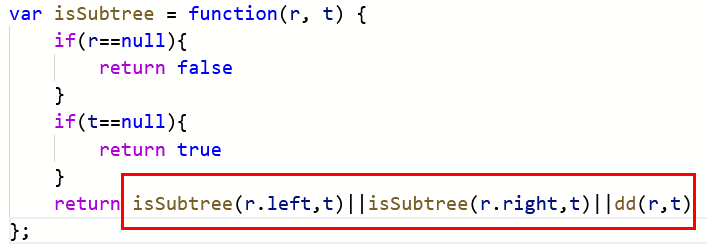 var isSubtree = function(r, t) {
if(r==null){
return false
}
if(t==null){
return true
}
return isSubtree(r.left,t)||isSubtree(r.right,t)||dd(r,t)
};